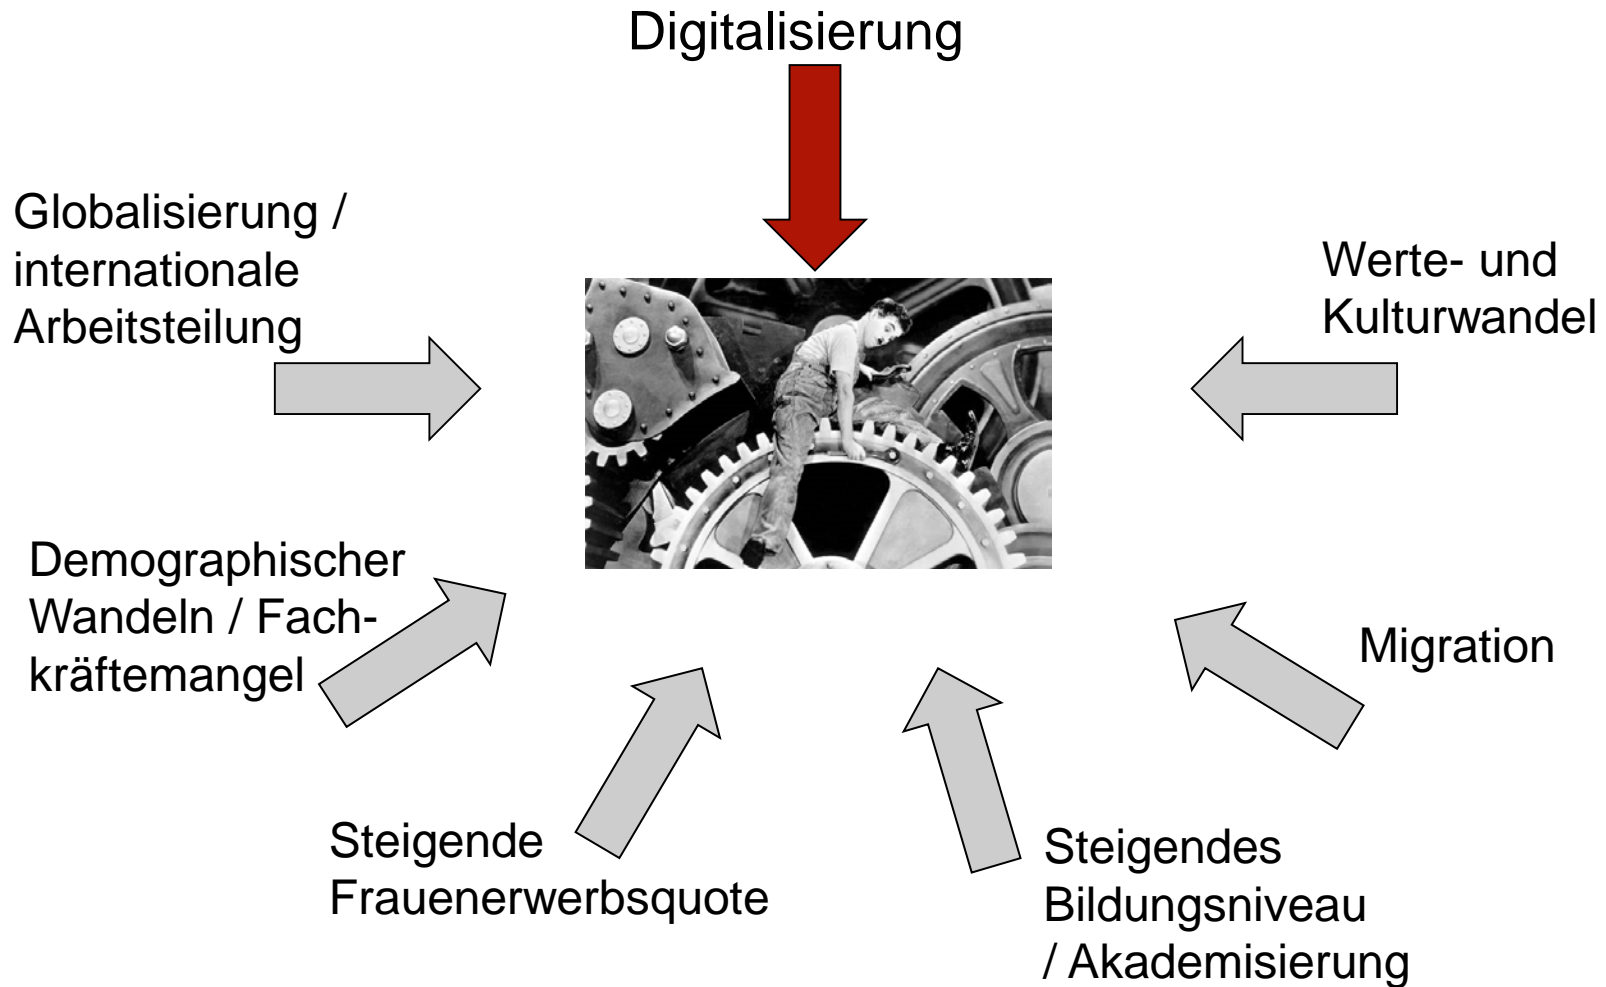 Digitalisierung
Globalisierung /
internationale
Arbeitsteilung
Werte- und
Kulturwandel
Demographischer
Wandeln / Fach-
kräftemangel
Migration
Steigende
Frauenerwerbsquote
Steigendes
Bildungsniveau
/ Akademisierung